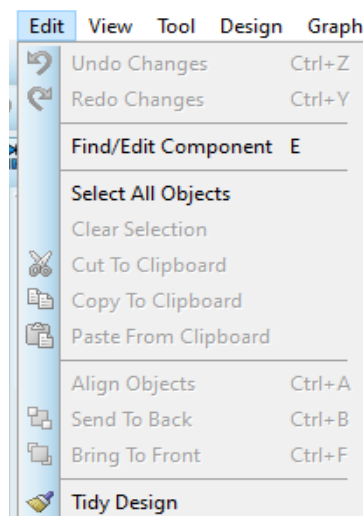 Edit View Tool Design Graph
Undo Changes Ctrl+Z
Redo Changes Ctrl+Y
Find/Edit Component E
Select All Objects
Clear Selection
Cut To Clipboard
Copy To Clipboard
Paste From Clipboard
Align Objects Ctrl+A
Send To Back Ctrl+B
Bring To Front Ctrl+F
Tidy Design